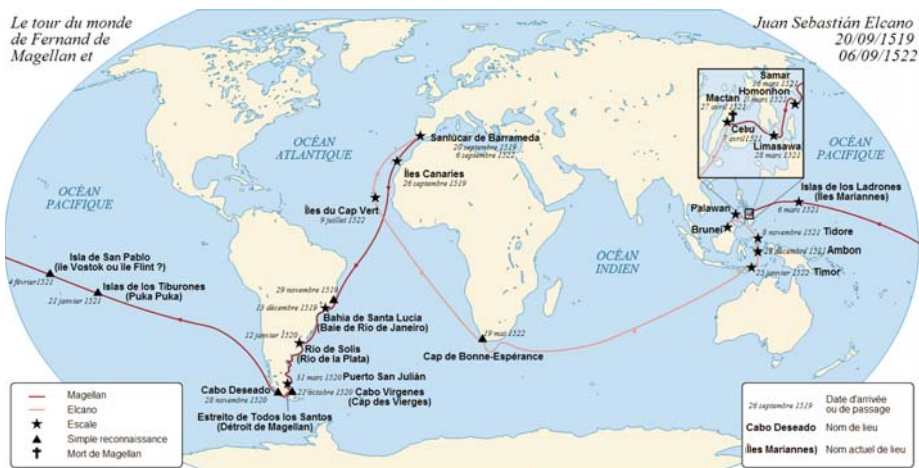 Le tour du monde
de Fernand de
Magellan et
Juan Sebastián Elcano
20/09/1519
06/09/1522
Samar
16 mars 1521
Homonhon
mars 1521
Mactan
27 avril 1521
Cebu
7 avril 1521
Limasawa
28 mars 1521
OCÉAN
ATLANTIQUE
OCÉAN
PACIFIQUE
OCÉAN
PACIFIQUE
OCÉAN
INDIEN
Sanlúcar de Barrameda
20 septembre 1519
6 septembre 1522
Îles Canaries
26 septembre 1519
Îles du Cap Vert
9 juillet 1522
Islas de los Ladrones
(Îles Mariannes)
6 mars 1521
Palawan
Brunei
8 novembre 1521
Tidore
29 décembre 1521
Ambon
25 janvier 1522
Timor
Isla de San Pablo
(île Vostok ou île Flint ?)
4 février 1521
Islas de los Tiburones
(Puka Puka)
21 janvier 1521
29 novembre 1519
13 décembre 1519
Bahia de Santa Lucia
(Baie de Rio de Janeiro)
12 janvier 1520
Rio de Solis
(Rio de la Plata)
19 mai 1522
Cap de Bonne-Espérance
31 mars 1520
Puerto San Julián
Cabo Deseado
28 novembre 1520
21 octobre 1520
Cabo Virgenes
(Cap des Vierges)
Estreito de Todos los Santos
(Détroit de Magellan)
Magellan
Elcano
Escale
Simple reconnaissance
Mort de Magellan
26 septembre 1519
Date d'arrivée
ou de passage
Cabo Deseado
Nom de lieu
(Îles Mariannes)
Nom actuel de lieu